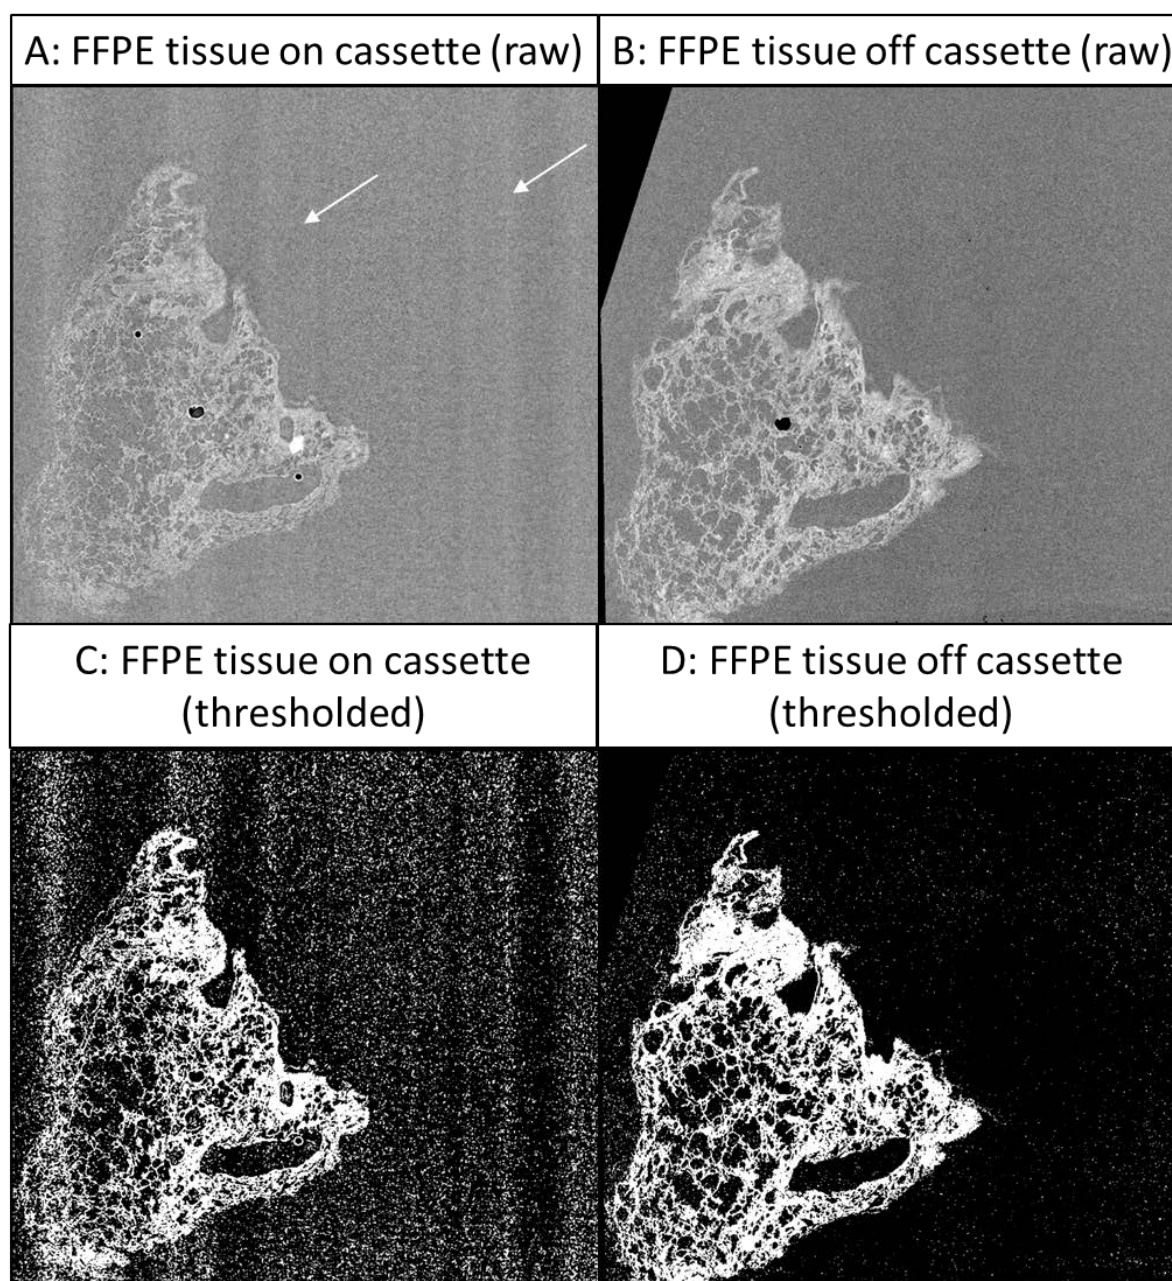 A: FFPE tissue on cassette (raw)
B: FFPE tissue off cassette (raw)
C: FFPE tissue on cassette
(thresholded)
D: FFPE tissue off cassette
(thresholded)